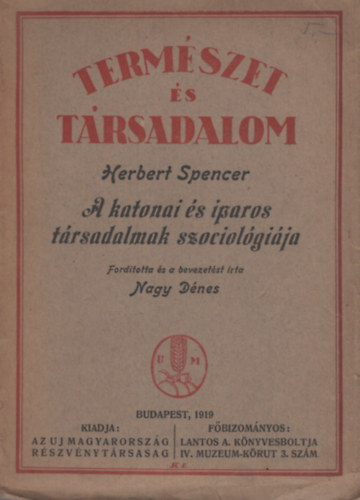 TERMÉSZET
ÉS
TÁRSADALOM
Herbert Spencer
A katonai és iparos
társadalmak szociológiája
Fordította és a bevezetést írta
Nagy Dénes
U M
BUDAPEST, 1919
KIADJA:
AZ UJ MAGYARORSZÁG
RÉSZVÉNYTÁRSASÁG
FŐBIZOMÁNYOS:
LANTOS A. KÖNYVESBOLTJA
IV. MUZEUM-KÖRUT 3. SZÁM